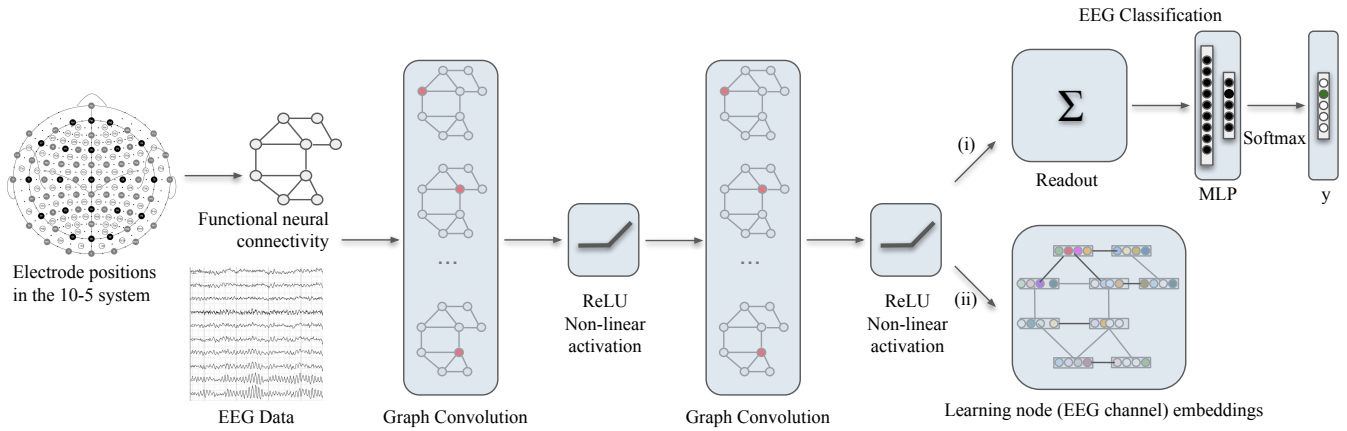 EEG Classification
Σ
(i)
Softmax
Readout
MLP
y
Functional neural
connectivity
Electrode positions
in the 10-5 system
...
...
(ii)
ReLU
Non-linear
activation
ReLU
Non-linear
activation
EEG Data
Graph Convolution
Graph Convolution
Learning node (EEG channel) embeddings